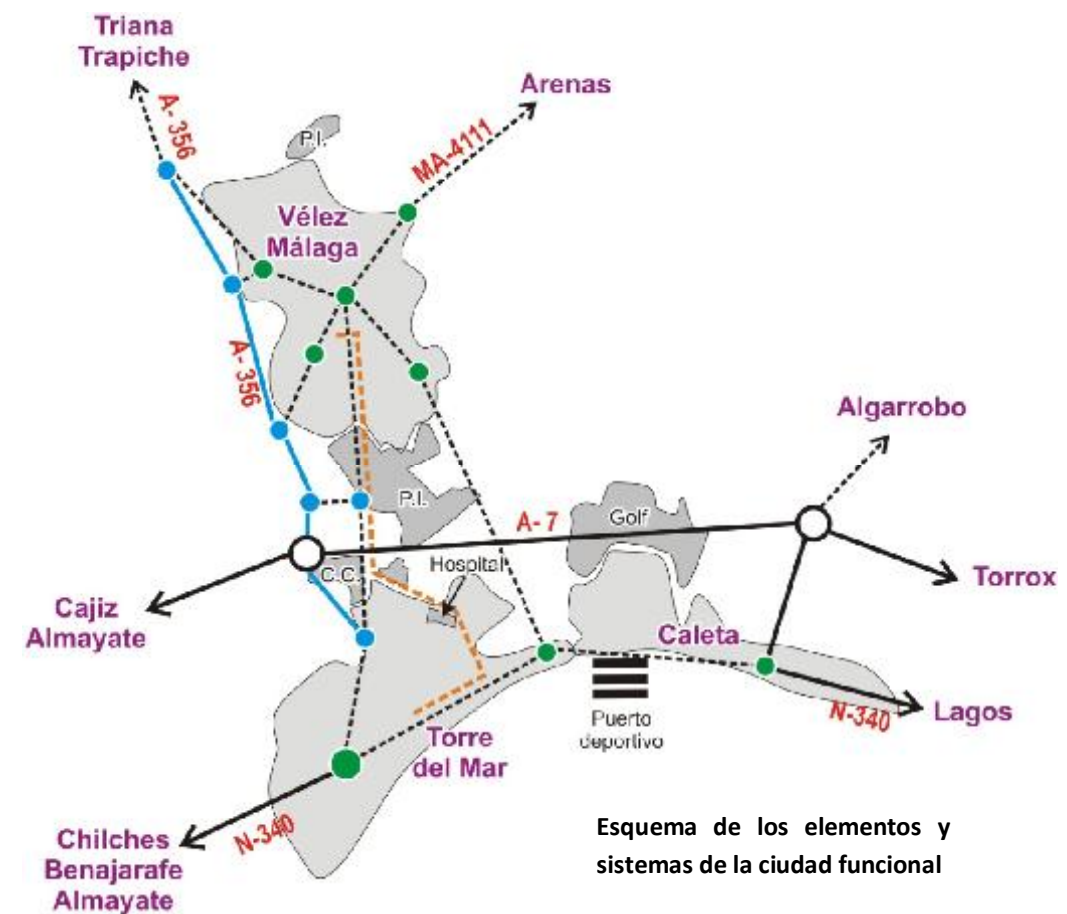 Triana
Trapiche
A- 356
Arenas
MA-4111
P.I.
Vélez
Málaga
A- 356
Algarrobo
P.I.
A- 7
Golf
Hospital
C.C.
Torrox
Cajiz
Almayate
Caleta
Lagos
N-340
Puerto
deportivo
Torre
del Mar
N-340
Chilches
Benajarafe
Almayate
Esquema de los elementos y
sistemas de la ciudad funcional